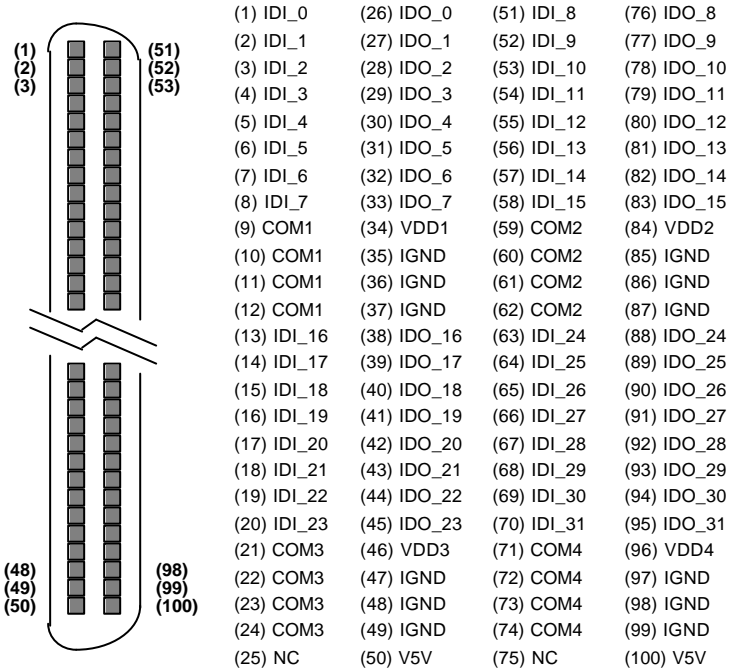 (1) (51)
(2) (52)
(3) (53)
(48) (98)
(49) (99)
(50) (100)
(1) IDI_0 (26) IDO_0 (51) IDI_8 (76) IDO_8
(2) IDI_1 (27) IDO_1 (52) IDI_9 (77) IDO_9
(3) IDI_2 (28) IDO_2 (53) IDI_10 (78) IDO_10
(4) IDI_3 (29) IDO_3 (54) IDI_11 (79) IDO_11
(5) IDI_4 (30) IDO_4 (55) IDI_12 (80) IDO_12
(6) IDI_5 (31) IDO_5 (56) IDI_13 (81) IDO_13
(7) IDI_6 (32) IDO_6 (57) IDI_14 (82) IDO_14
(8) IDI_7 (33) IDO_7 (58) IDI_15 (83) IDO_15
(9) COM1 (34) VDD1 (59) COM2 (84) VDD2
(10) COM1 (35) IGND (60) COM2 (85) IGND
(11) COM1 (36) IGND (61) COM2 (86) IGND
(12) COM1 (37) IGND (62) COM2 (87) IGND
(13) IDI_16 (38) IDO_16 (63) IDI_24 (88) IDO_24
(14) IDI_17 (39) IDO_17 (64) IDI_25 (89) IDO_25
(15) IDI_18 (40) IDO_18 (65) IDI_26 (90) IDO_26
(16) IDI_19 (41) IDO_19 (66) IDI_27 (91) IDO_27
(17) IDI_20 (42) IDO_20 (67) IDI_28 (92) IDO_28
(18) IDI_21 (43) IDO_21 (68) IDI_29 (93) IDO_29
(19) IDI_22 (44) IDO_22 (69) IDI_30 (94) IDO_30
(20) IDI_23 (45) IDO_23 (70) IDI_31 (95) IDO_31
(21) COM3 (46) VDD3 (71) COM4 (96) VDD4
(22) COM3 (47) IGND (72) COM4 (97) IGND
(23) COM3 (48) IGND (73) COM4 (98) IGND
(24) COM3 (49) IGND (74) COM4 (99) IGND
(25) NC (50) V5V (75) NC (100) V5V